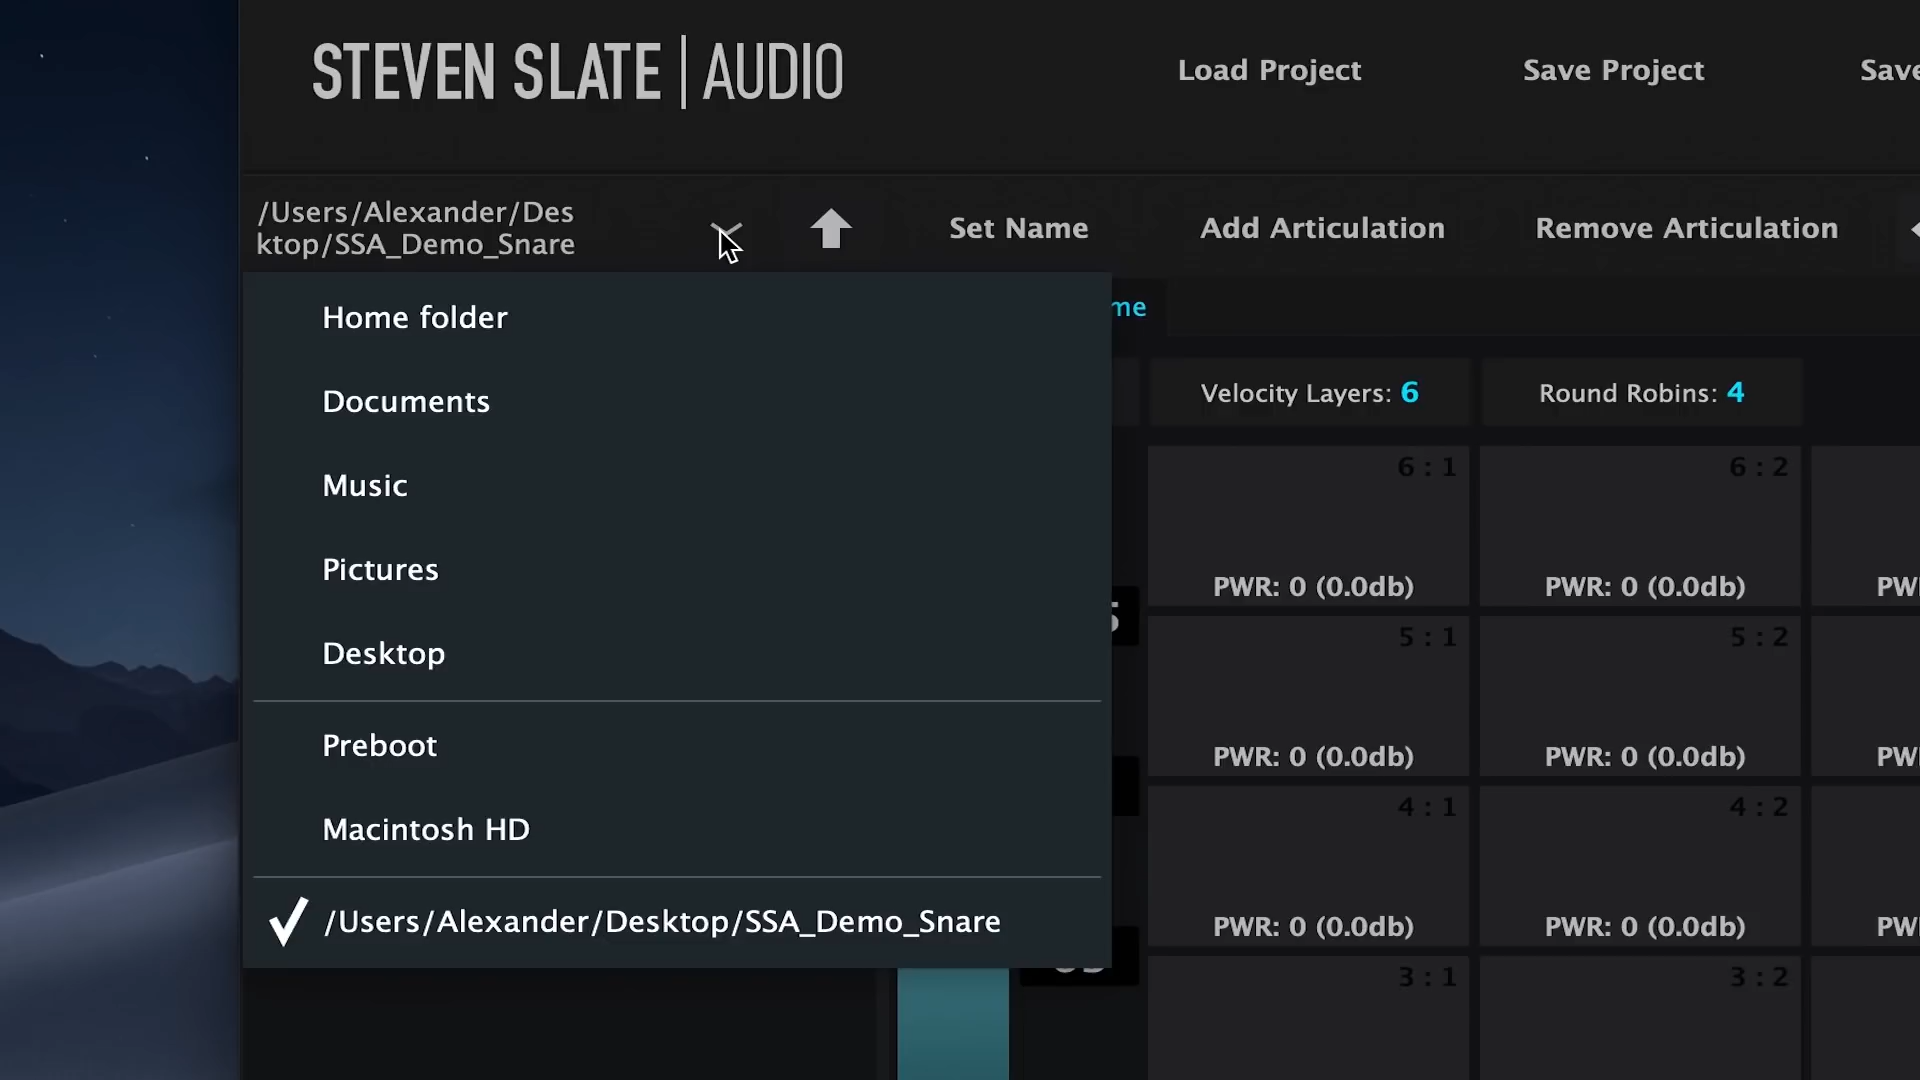 STEVEN SLATE | AUDIO
Load Project
Save Project
Save
/Users/Alexander/Des
ktop/SSA_Demo_Snare
Set Name
Add Articulation
Remove Articulation
Home folder
Documents
Music
Pictures
Desktop
Preboot
Macintosh HD
/Users/Alexander/Desktop/SSA_Demo_Snare
me
Velocity Layers: 6
Round Robins: 4
6 : 1
6 : 2
PWR: 0 (0.0db)
PWR: 0 (0.0db)
PW
5 : 1
5 : 2
PWR: 0 (0.0db)
PWR: 0 (0.0db)
PW
4 : 1
4 : 2
PWR: 0 (0.0db)
PWR: 0 (0.0db)
PW
3 : 1
3 : 2